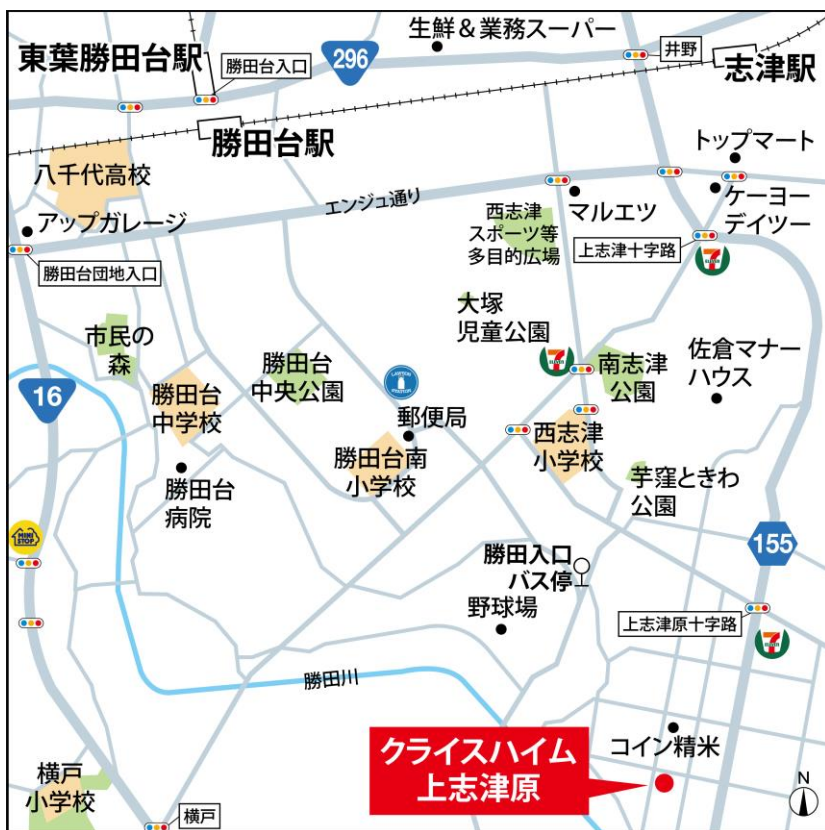 生鮮＆業務スーパー
東葉勝田台駅
勝田台入口
296
井野
志津駅
勝田台駅
トップマート
八千代高校
エンジュ通り
マルエツ
ケーヨー
デイツー
アップガレージ
西志津
スポーツ等
多目的広場
上志津十字路
7
ELEVEN
勝田台団地入口
大塚
児童公園
市民の
森
勝田台
中央公園
7
ELEVEN
南志津
公園
佐倉マナー
ハウス
16
勝田台
中学校
LAWSON
STATION
郵便局
西志津
小学校
勝田台南
小学校
勝田台
病院
芋窪ときわ
公園
MINI
STOP
勝田入口
バス停
155
野球場
上志津原十字路
7
ELEVEN
勝田川
コイン精米
クライスハイム
上志津原
横戸
小学校
横戸
N